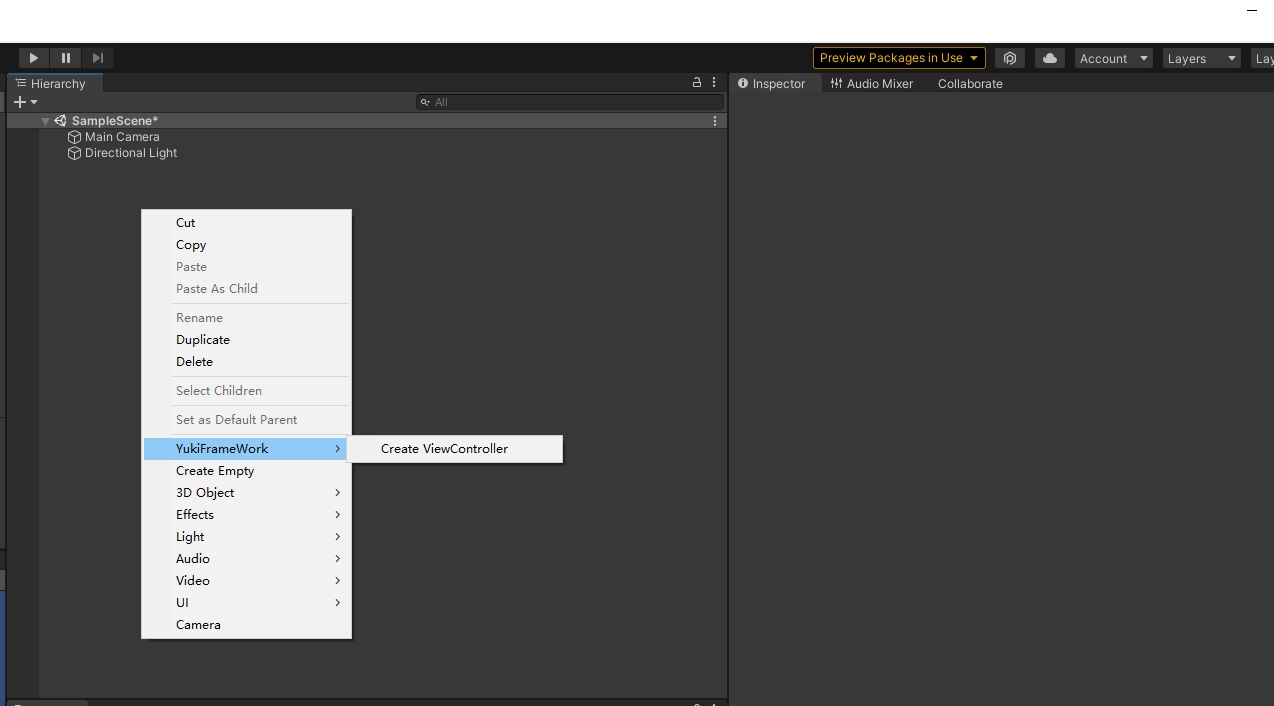 Preview Packages in Use
Account
Layers
Lay
Hierarchy
Inspector
Audio Mixer
Collaborate
All
SampleScene*
Main Camera
Directional Light
Cut
Copy
Paste
Paste As Child
Rename
Duplicate
Delete
Select Children
Set as Default Parent
YukiFrameWork
Create ViewController
Create Empty
3D Object
Effects
Light
Audio
Video
UI
Camera